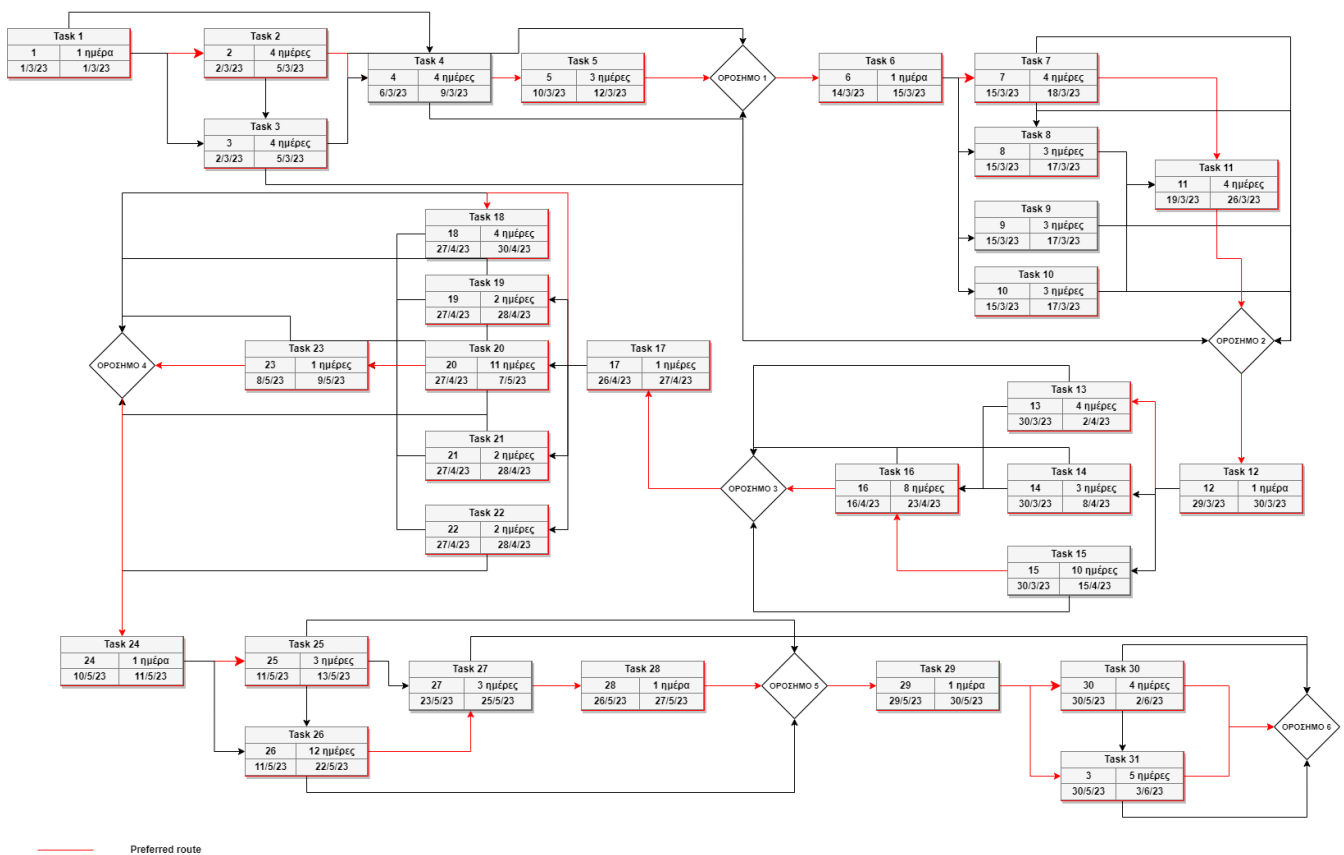 Task 1
1 1 ημέρα
1/3/23 1/3/23
Task 2
2 4 ημέρες
2/3/23 5/3/23
Task 3
3 4 ημέρες
2/3/23 5/3/23
Task 4
4 4 ημέρες
6/3/23 9/3/23
Task 5
5 3 ημέρες
10/3/23 12/3/23
ΟΡΟΣΗΜΟ 1
Task 6
6 1 ημέρα
14/3/23 15/3/23
Task 7
7 4 ημέρες
15/3/23 18/3/23
Task 8
8 3 ημέρες
15/3/23 17/3/23
Task 9
9 3 ημέρες
15/3/23 17/3/23
Task 10
10 3 ημέρες
15/3/23 17/3/23
Task 11
11 4 ημέρες
19/3/23 26/3/23
ΟΡΟΣΗΜΟ 2
Task 12
12 1 ημέρα
29/3/23 30/3/23
Task 13
13 4 ημέρες
30/3/23 2/4/23
Task 14
14 3 ημέρες
30/3/23 8/4/23
Task 15
15 10 ημέρες
30/3/23 15/4/23
Task 16
16 8 ημέρες
16/4/23 23/4/23
ΟΡΟΣΗΜΟ 3
Task 17
17 1 ημέρες
26/4/23 27/4/23
Task 18
18 4 ημέρες
27/4/23 30/4/23
Task 19
19 2 ημέρες
27/4/23 28/4/23
Task 20
20 11 ημέρες
27/4/23 7/5/23
Task 21
21 2 ημέρες
27/4/23 28/4/23
Task 22
22 2 ημέρες
27/4/23 28/4/23
Task 23
23 1 ημέρες
8/5/23 9/5/23
ΟΡΟΣΗΜΟ 4
Task 24
24 1 ημέρα
10/5/23 11/5/23
Task 25
25 3 ημέρες
11/5/23 13/5/23
Task 26
26 12 ημέρες
11/5/23 22/5/23
Task 27
27 3 ημέρες
23/5/23 25/5/23
Task 28
28 1 ημέρα
26/5/23 27/5/23
ΟΡΟΣΗΜΟ 5
Task 29
29 1 ημέρα
29/5/23 30/5/23
Task 30
30 4 ημέρες
30/5/23 2/6/23
Task 31
3 5 ημέρες
30/5/23 3/6/23
ΟΡΟΣΗΜΟ 6
Preferred route